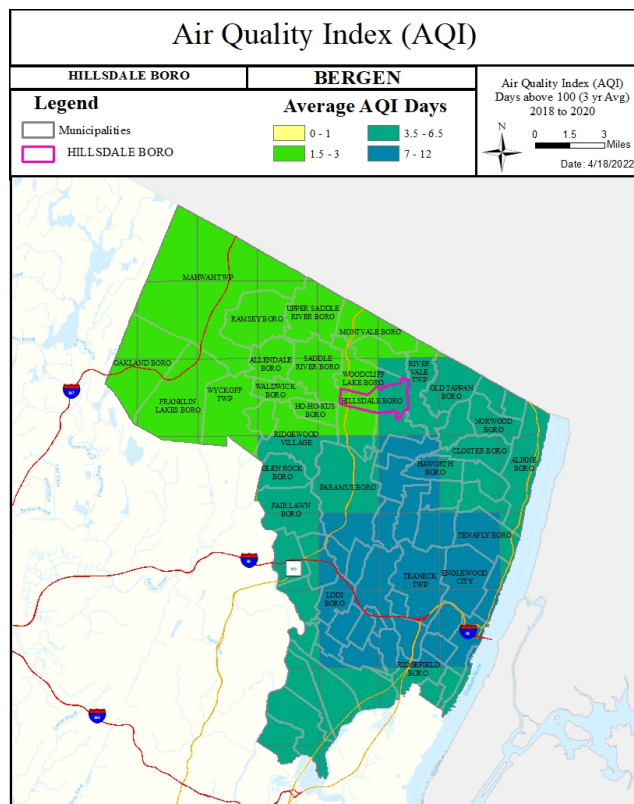 Air Quality Index (AQI)
HILLSDALE BORO
BERGEN
Legend
Municipalities
HILLSDALE BORO
Average AQI Days
0 - 1
1.5 - 3
3.5 - 6.5
7 - 12
Air Quality Index (AQI)
Days above 100 (3 yr Avg)
2018 to 2020
N
0 1.5 3
Miles
Date: 4/18/2022
MAHWAH TWP
UPPER SADDLE
RIVER BORO
RAMSEY BORO
MONTVALE BORO
OAKLAND BORO
ALLENDALE
BORO
SADDLE
RIVER BORO
WOODCLIFF
LAKE BORO
RIVER
VALE
TWP
OLD TAPPAN
BORO
WYCKOFF
TWP
WALDWICK
BORO
FRANKLIN
LAKES BORO
HO-HO-KUS
BORO
HILLSDALE BORO
NORWOOD
BORO
RIDGEWOOD
VILLAGE
CLOSTER BORO
ALPINE
BORO
GLEN ROCK
BORO
PARAMUS BORO
HAWORTH
BORO
FAIR LAWN
BORO
TENAFLY BORO
LODI
BORO
TEANECK
TWP
ENGLEWOOD
CITY
RIDGEFIELD
BORO